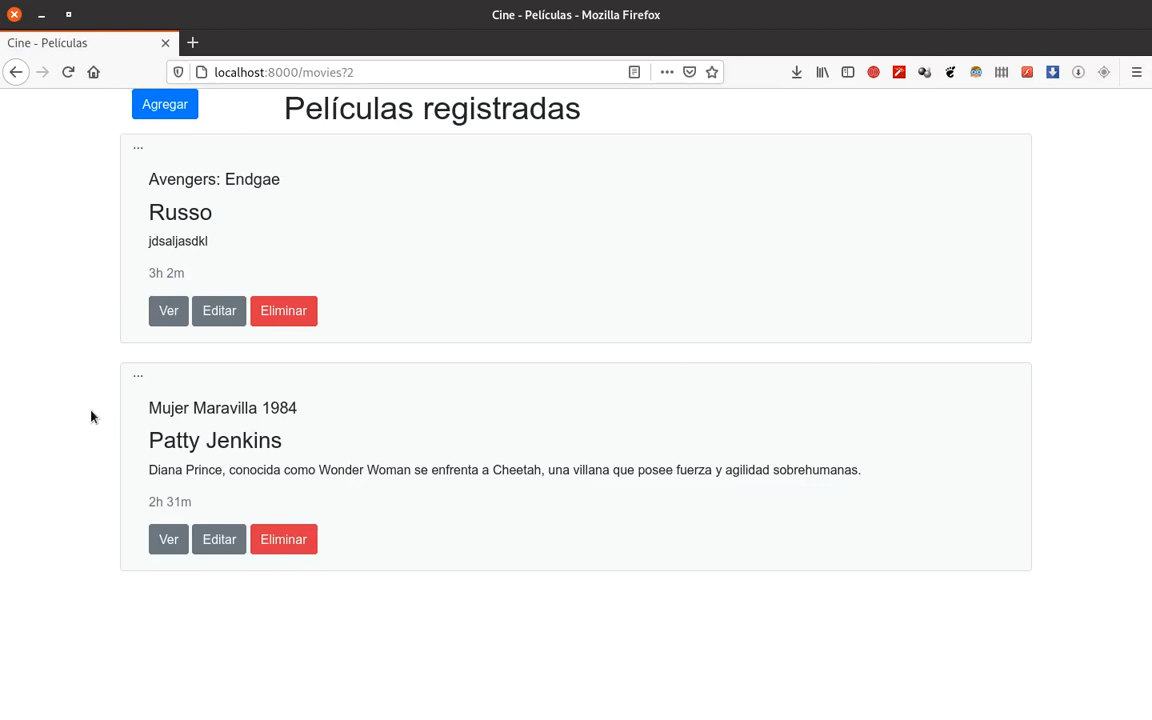 Cine - Películas - Mozilla Firefox
Cine - Películas
localhost:8000/movies?2
Agregar
Películas registradas
...
Avengers: Endgae
Russo
jdsaljasdkl
3h 2m
Ver Editar Eliminar
...
Mujer Maravilla 1984
Patty Jenkins
Diana Prince, conocida como Wonder Woman se enfrenta a Cheetah, una villana que posee fuerza y agilidad sobrehumanas.
2h 31m
Ver Editar Eliminar